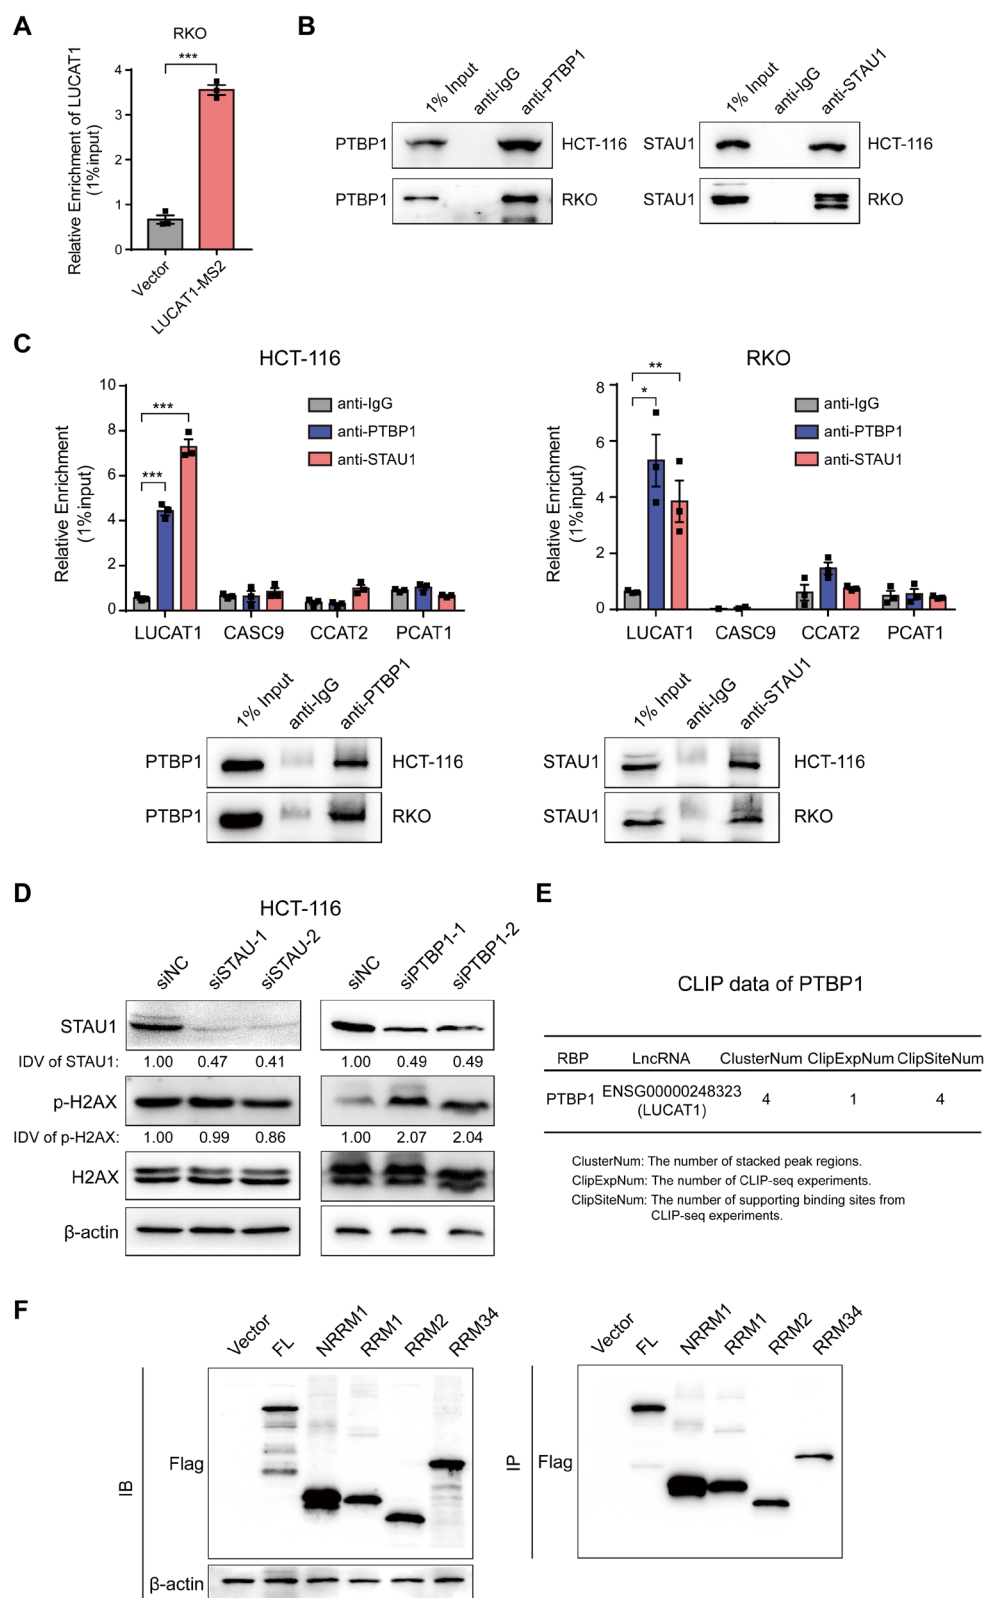 A
RKO
***
Relative Enrichment of LUCAT1
(1%input)
4
3
2
1
0
Vector
LUCAT1-MS2
B
1% Input
anti-IgG
anti-PTBP1
PTBP1
HCT-116
PTBP1
RKO
1% Input
anti-IgG
anti-STAU1
STAU1
HCT-116
STAU1
RKO
C
HCT-116
Relative Enrichment
(1%input)
10
8
6
4
2
0
***
***
anti-IgG
anti-PTBP1
anti-STAU1
LUCAT1 CASC9 CCAT2 PCAT1
RKO
Relative Enrichment
(1%input)
8
6
4
2
0
**
*
anti-IgG
anti-PTBP1
anti-STAU1
LUCAT1 CASC9 CCAT2 PCAT1
1% Input
anti-IgG
anti-PTBP1
PTBP1
HCT-116
PTBP1
RKO
1% Input
anti-IgG
anti-STAU1
STAU1
HCT-116
STAU1
RKO
D
HCT-116
siNC
siSTAU-1
siSTAU-2
siNC
siPTBP1-1
siPTBP1-2
STAU1
IDV of STAU1: 1.00 0.47 0.41 1.00 0.49 0.49
p-H2AX
IDV of p-H2AX: 1.00 0.99 0.86 1.00 2.07 2.04
H2AX
β-actin
E
CLIP data of PTBP1
RBP LncRNA ClusterNum ClipExpNum ClipSiteNum
PTBP1 ENSG00000248323 4 1 4
(LUCAT1)
ClusterNum: The number of stacked peak regions.
ClipExpNum: The number of CLIP-seq experiments.
ClipSiteNum: The number of supporting binding sites from
CLIP-seq experiments.
F
Vector
FL
NRRM1
RRM1
RRM2
RRM34
IB
Flag
β-actin
Vector
FL
NRRM1
RRM1
RRM2
RRM34
IP
Flag